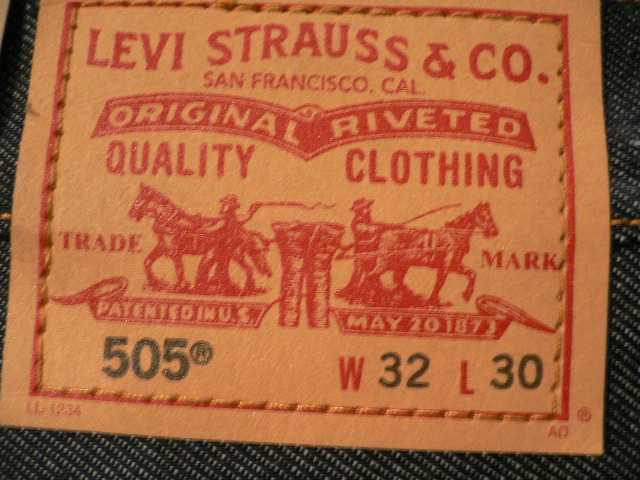 LEVI STRAUSS & CO.
SAN FRANCISCO, CAL.
ORIGINAL RIVETED
QUALITY CLOTHING
TRADE MARK
PATENTED IN U.S. MAY 20 1873
505® W 32 L 30
LL-1234 ®
AD